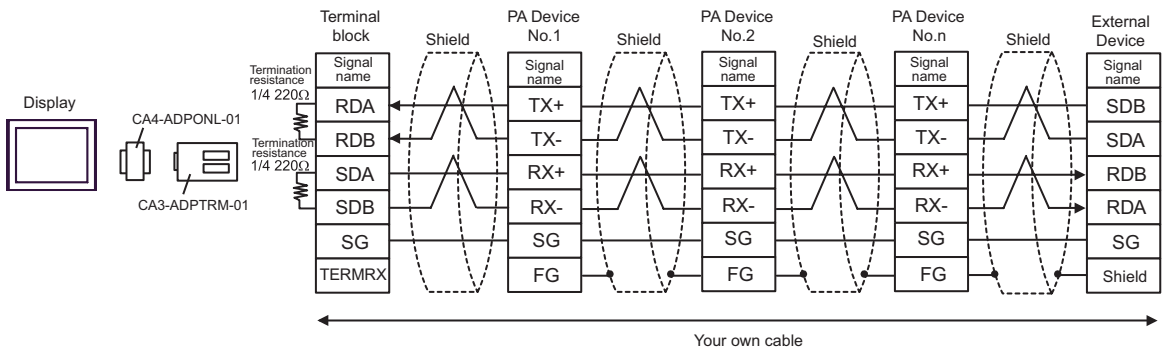 Display
CA4-ADPONL-01
CA3-ADPTRM-01
Termination
resistance
1/4 220Ω
Termination
resistance
1/4 220Ω
Terminal
block
Signal
name
RDA
RDB
SDA
SDB
SG
TERMRX
Shield
PA Device
No.1
Signal
name
TX+
TX-
RX+
RX-
SG
FG
Shield
PA Device
No.2
Signal
name
TX+
TX-
RX+
RX-
SG
FG
Shield
PA Device
No.n
Signal
name
TX+
TX-
RX+
RX-
SG
FG
Shield
External
Device
Signal
name
SDB
SDA
RDB
RDA
SG
Shield
Your own cable